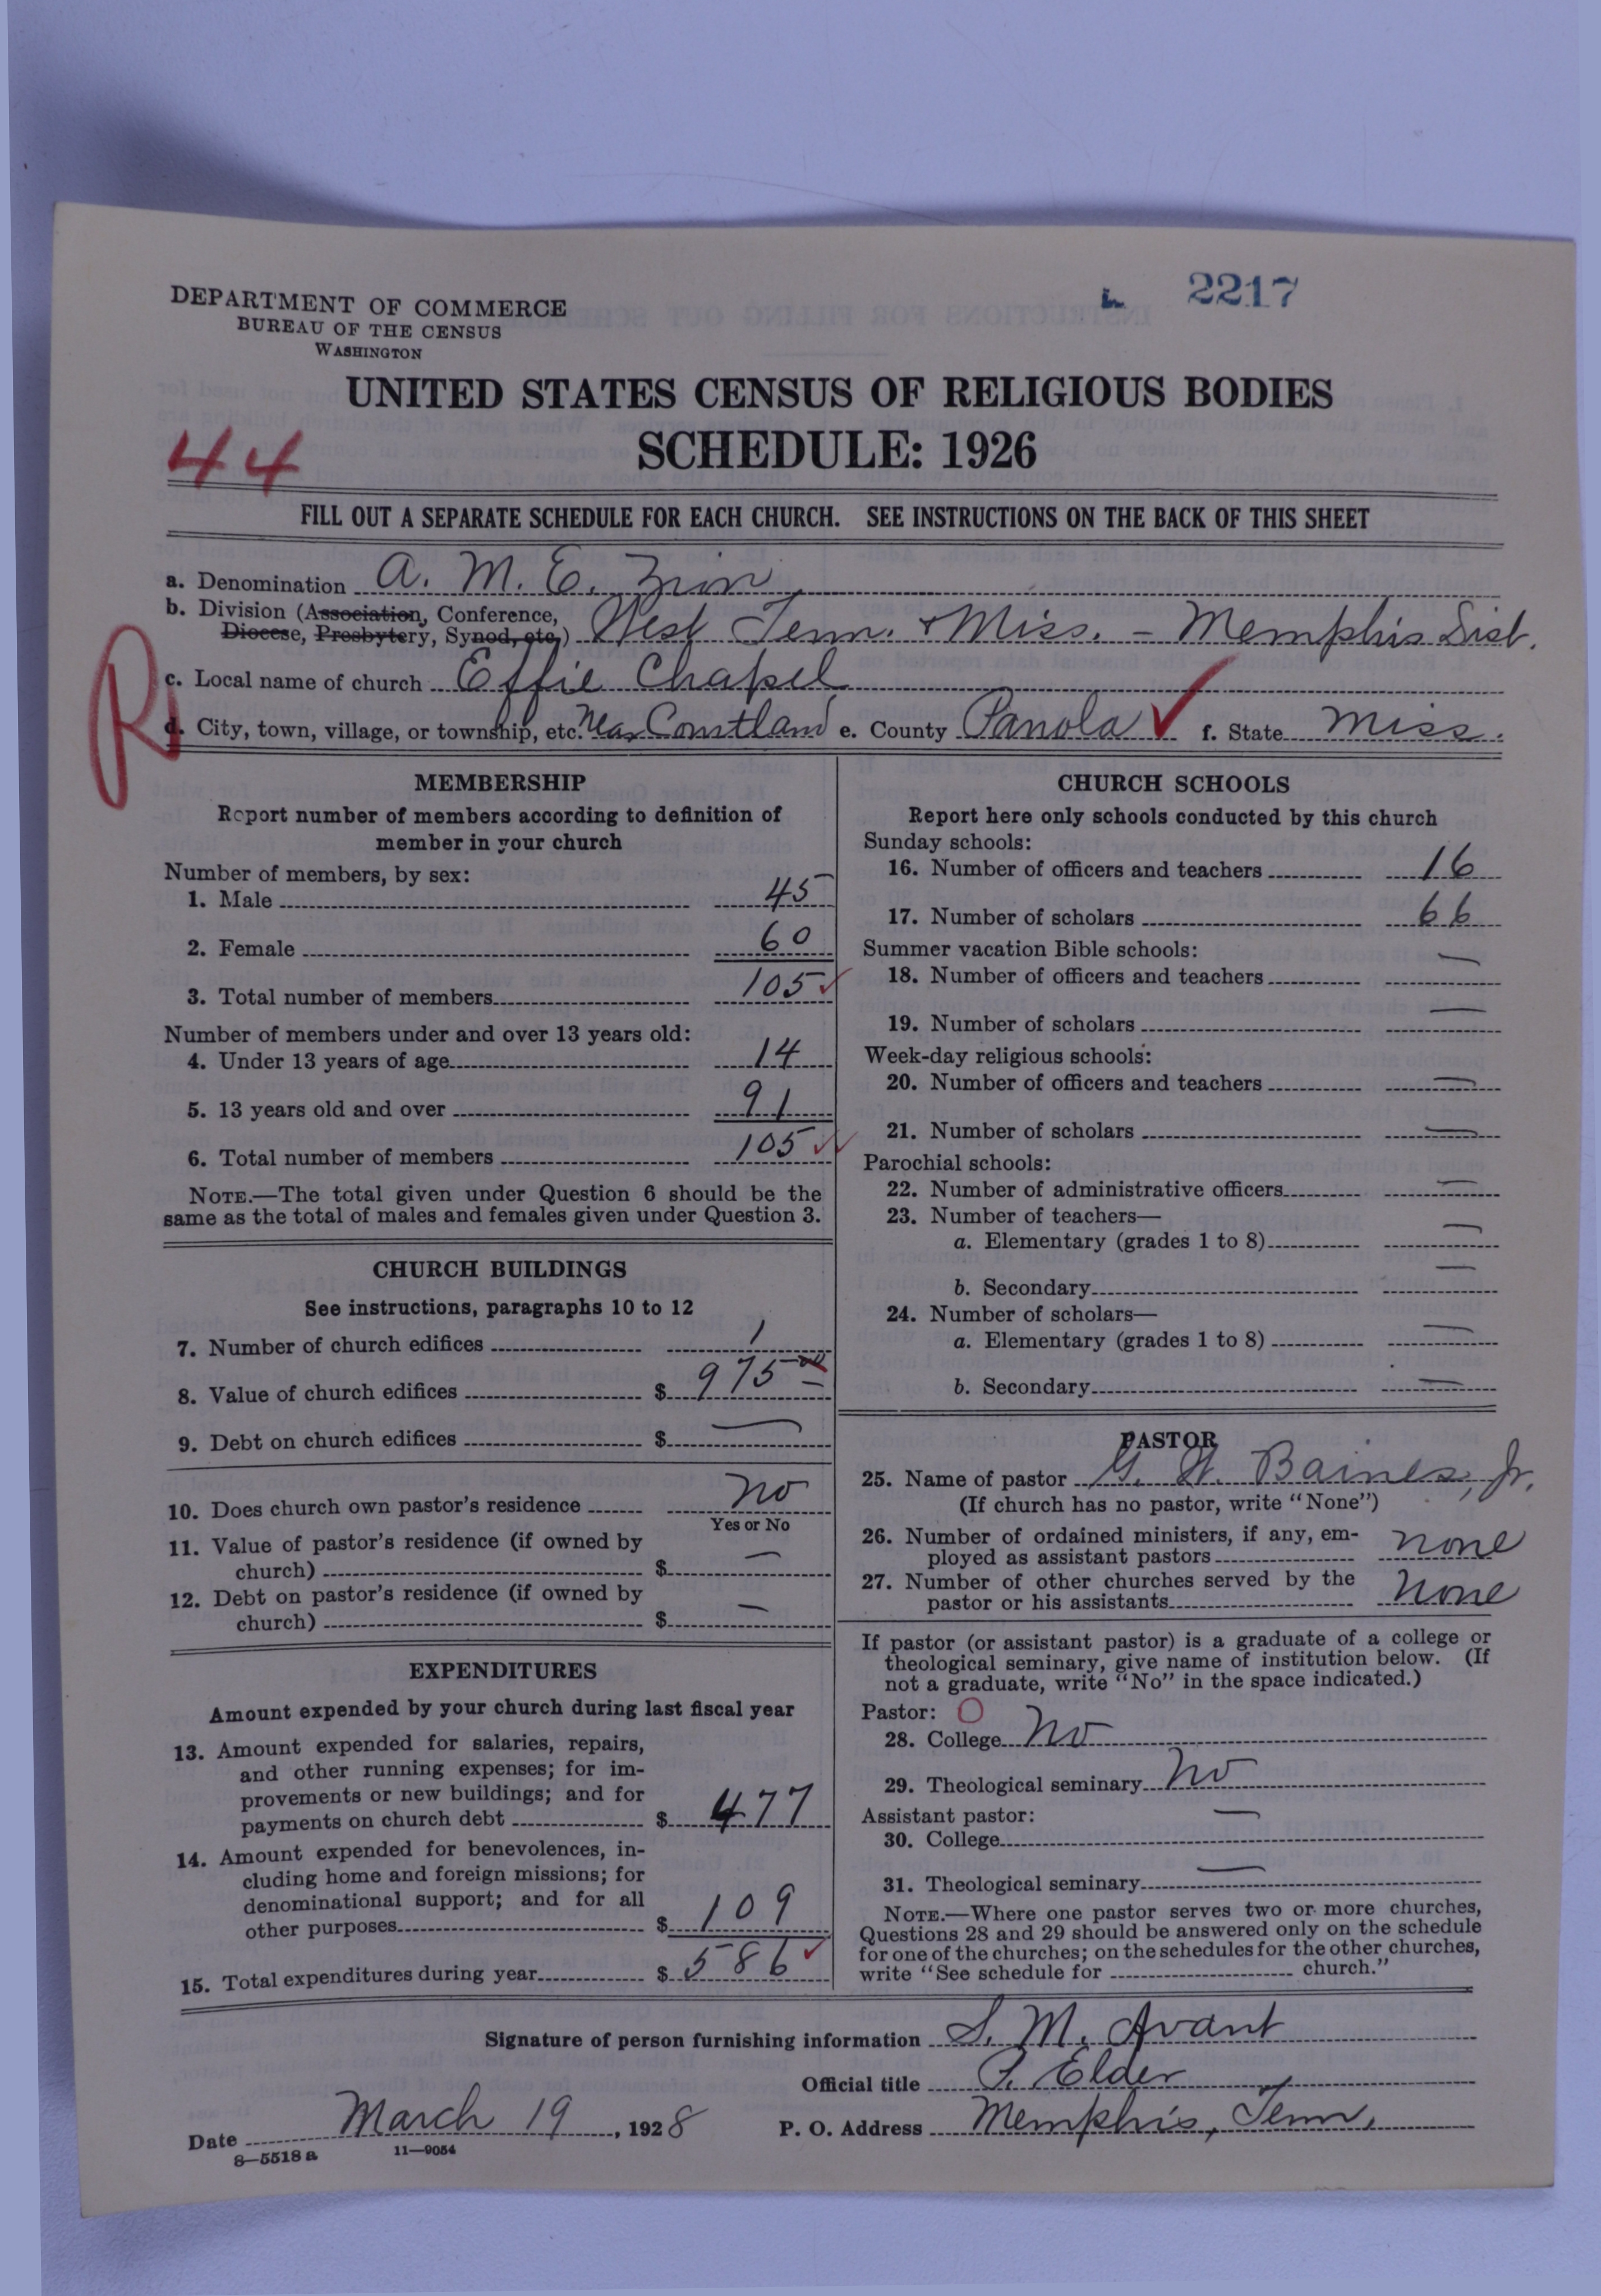 DEPARTMENT OF COMMERCE
BUREAU OF THE CENSUS
WASHINGTON
2217
UNITED STATES CENSUS OF RELIGIOUS BODIES
SCHEDULE: 1926
44
FILL OUT A SEPARATE SCHEDULE FOR EACH CHURCH. SEE INSTRUCTIONS ON THE BACK OF THIS SHEET
a. Denomination A. M. E. Zion
b. Division (Association, Conference,
Diocese, Presbytery, Synod, etc.) West Tenn. & Miss. - Memphis Dist.
c. Local name of church Effie Chapel
R
d. City, town, village, or township, etc. Near Courtland e. County Panola f. State Miss.
MEMBERSHIP
Report number of members according to definition of
member in your church
Number of members, by sex:
1. Male 45
2. Female 60
3. Total number of members 105
Number of members under and over 13 years old:
4. Under 13 years of age 14
5. 13 years old and over 91
6. Total number of members 105
NOTE.—The total given under Question 6 should be the
same as the total of males and females given under Question 3.
CHURCH BUILDINGS
See instructions, paragraphs 10 to 12
7. Number of church edifices 1
8. Value of church edifices $ 975 00
9. Debt on church edifices $ —
10. Does church own pastor's residence No
Yes or No
11. Value of pastor's residence (if owned by
church) $ —
12. Debt on pastor's residence (if owned by
church) $ —
EXPENDITURES
Amount expended by your church during last fiscal year
13. Amount expended for salaries, repairs,
and other running expenses; for im-
provements or new buildings; and for
payments on church debt $ 477
14. Amount expended for benevolences, in-
cluding home and foreign missions; for
denominational support; and for all
other purposes $ 109
15. Total expenditures during year $ 586
CHURCH SCHOOLS
Report here only schools conducted by this church
Sunday schools:
16. Number of officers and teachers 16
17. Number of scholars 66
Summer vacation Bible schools:
18. Number of officers and teachers —
19. Number of scholars —
Week-day religious schools:
20. Number of officers and teachers —
21. Number of scholars —
Parochial schools:
22. Number of administrative officers —
23. Number of teachers—
a. Elementary (grades 1 to 8) —
b. Secondary —
24. Number of scholars—
a. Elementary (grades 1 to 8) —
b. Secondary —
PASTOR
25. Name of pastor G. W. Baines, Jr.
(If church has no pastor, write "None")
26. Number of ordained ministers, if any, em-
ployed as assistant pastors none
27. Number of other churches served by the
pastor or his assistants none
If pastor (or assistant pastor) is a graduate of a college or
theological seminary, give name of institution below. (If
not a graduate, write "No" in the space indicated.)
Pastor: O
28. College No
29. Theological seminary No
Assistant pastor:
30. College —
31. Theological seminary —
NOTE.—Where one pastor serves two or more churches,
Questions 28 and 29 should be answered only on the schedule
for one of the churches; on the schedules for the other churches,
write "See schedule for church."
Signature of person furnishing information S. M. Avant
Official title P. Elder
Date March 19, 1928 P. O. Address Memphis, Tenn.
8—5518 a 11—9054